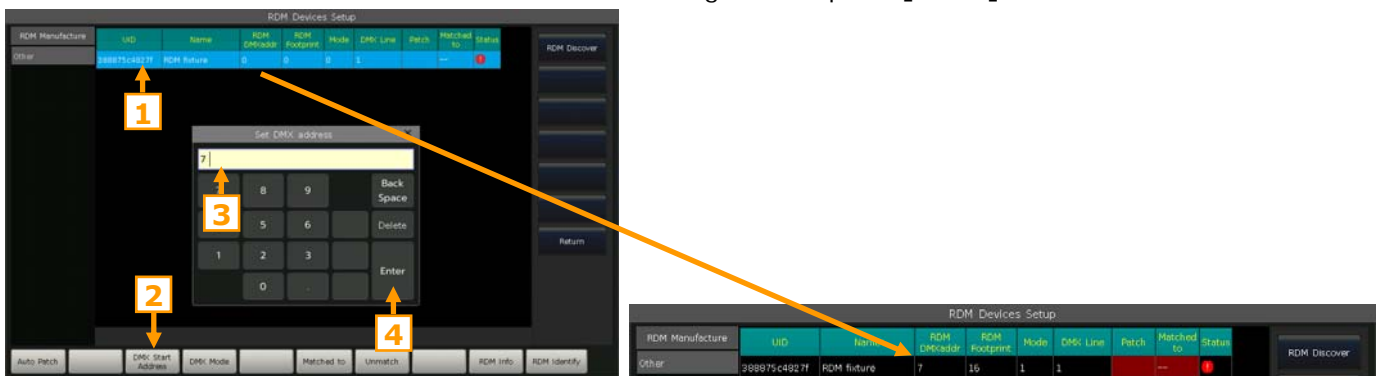 RDM Devices Setup
RDM Manufacture
Other
UID Name RDM DMXaddr RDM Footprint Mode DMX Line Patch Matched to Status
388875c4827f RDM fixture 0 0 0 1 --
RDM Discover
1
Set DMX address ×
7
8 9 Back Space
3
5 6 Delete
1 2 3
Enter
0 .
Return
2
4
Auto Patch DMX Start Address DMX Mode Matched to Unmatch RDM Info RDM Identify
RDM Devices Setup
RDM Manufacture
Other
UID Name RDM DMXaddr RDM Footprint Mode DMX Line Patch Matched to Status
388875c4827f RDM fixture 7 16 1 1 --
RDM Discover